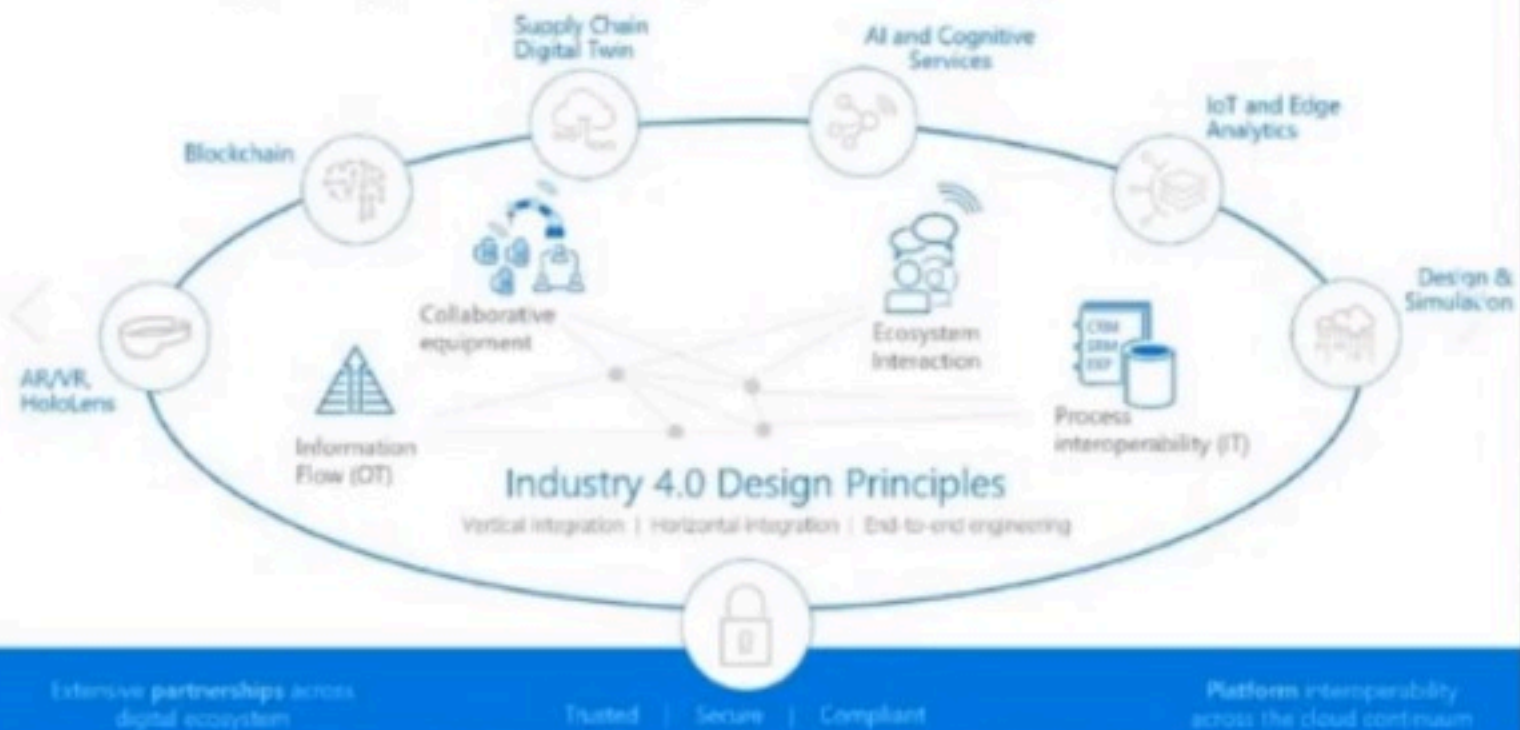 Supply Chain
Digital Twin
AI and Cognitive
Services
IoT and Edge
Analytics
Blockchain
Design &
Simulation
AR/VR,
HoloLens
Collaborative
equipment
Ecosystem
Interaction
CRM
SRM
ERP
Information
Flow (OT)
Process
interoperability (IT)
Industry 4.0 Design Principles
Vertical integration | Horizontal integration | End-to-end engineering
Extensive partnerships across
digital ecosystem
Trusted | Secure | Compliant
Platform interoperability
across the cloud continuum